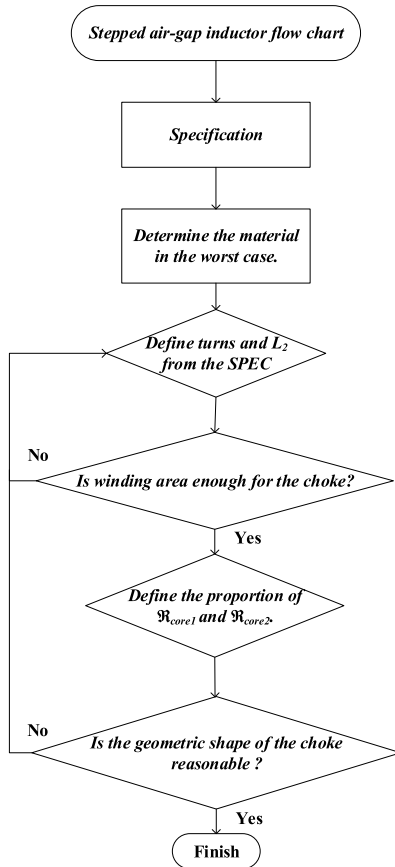 Stepped air-gap inductor flow chart
Specification
Determine the material
in the worst case.
Define turns and L₂
from the SPEC
No
Is winding area enough for the choke?
Yes
Define the proportion of
ℜcore1 and ℜcore2.
No
Is the geometric shape of the choke
reasonable ?
Yes
Finish